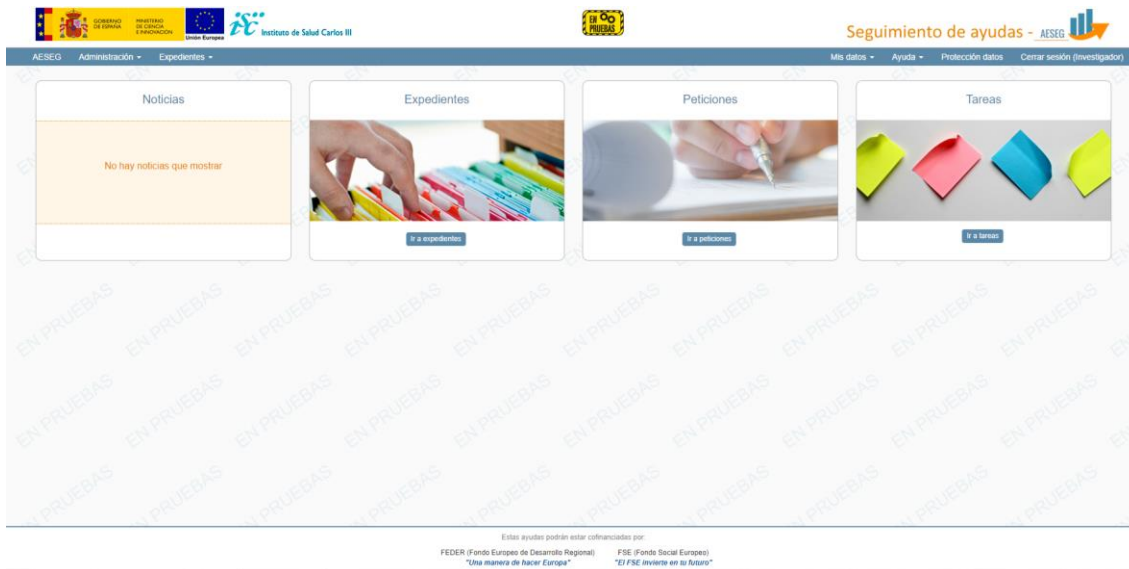 GOBIERNO
DE ESPAÑA
MINISTERIO
DE CIENCIA
E INNOVACIÓN
Unión Europea
isc Instituto de Salud Carlos III
EN
PRUEBAS
Seguimiento de ayudas - AESEG
AESEG Administración Expedientes Mis datos Ayuda Protección datos Cerrar sesión (Investigador)
Noticias Expedientes Peticiones Tareas
No hay noticias que mostrar
Ir a expedientes Ir a peticiones Ir a tareas
EN PRUEBAS
Estas ayudas podrán estar cofinanciadas por:
FEDER (Fondo Europeo de Desarrollo Regional) FSE (Fondo Social Europeo)
"Una manera de hacer Europa" "El FSE invierte en tu futuro"